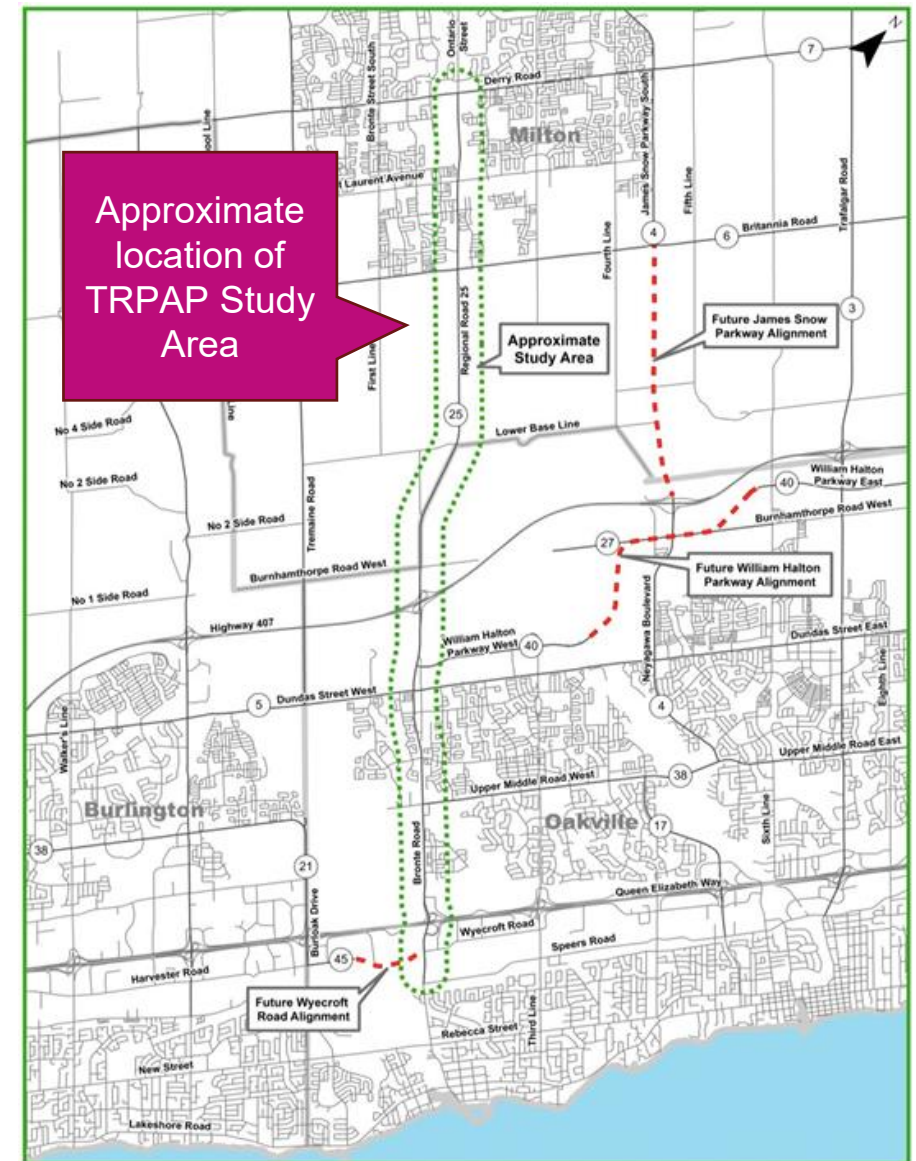 Ontario
Street
N
7
Derry Road
Bronte Street South
Milton
James Snow Parkway South
Fifth Line
Trafalgar Road
Approximate
location of
TRPAP Study
Area
Laurent Avenue
Fourth Line
4
6
Britannia Road
3
Regional Road 25
First Line
Approximate
Study Area
Future James Snow
Parkway Alignment
25
No 4 Side Road
Line
Lower Base Line
No 2 Side Road
Tremaine Road
William Halton
Parkway East
40
No 2 Side Road
Burnhamthorpe Road West
27
Burnhamthorpe Road West
Future William Halton
Parkway Alignment
No 1 Side Road
Highway 407
Neyagawa Boulevard
William Halton
Parkway West
40
Dundas Street East
Eighth Line
5
Dundas Street West
4
Walker's Line
Upper Middle Road East
38
Upper Middle Road West
Burlington
Oakville
17
Sixth Line
38
21
Bronte Road
Queen Elizabeth Way
Burloak Drive
Wyecroft Road
Speers Road
45
Harvester Road
Future Wyecroft
Road Alignment
Third Line
Rebecca Street
New Street
Lakeshore Road